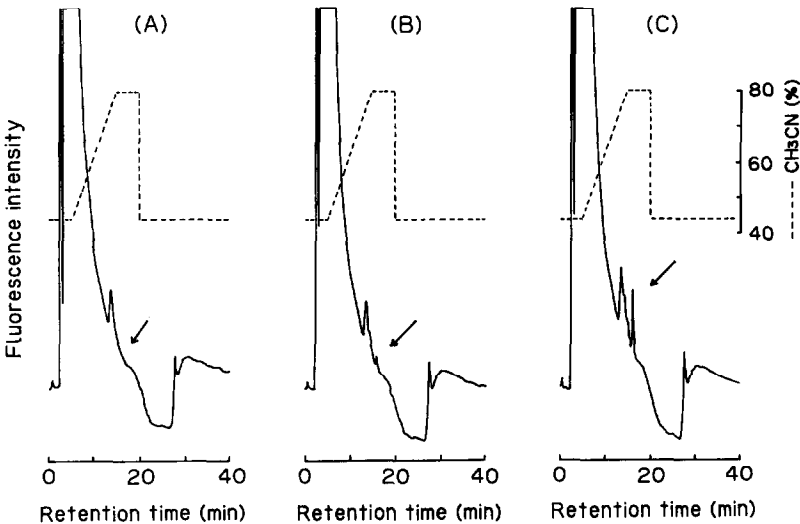 (A)
(B)
(C)
Fluorescence intensity
80
60
40
---- CH3CN (%)
0 20 40
0 20 40
0 20 40
Retention time (min)
Retention time (min)
Retention time (min)